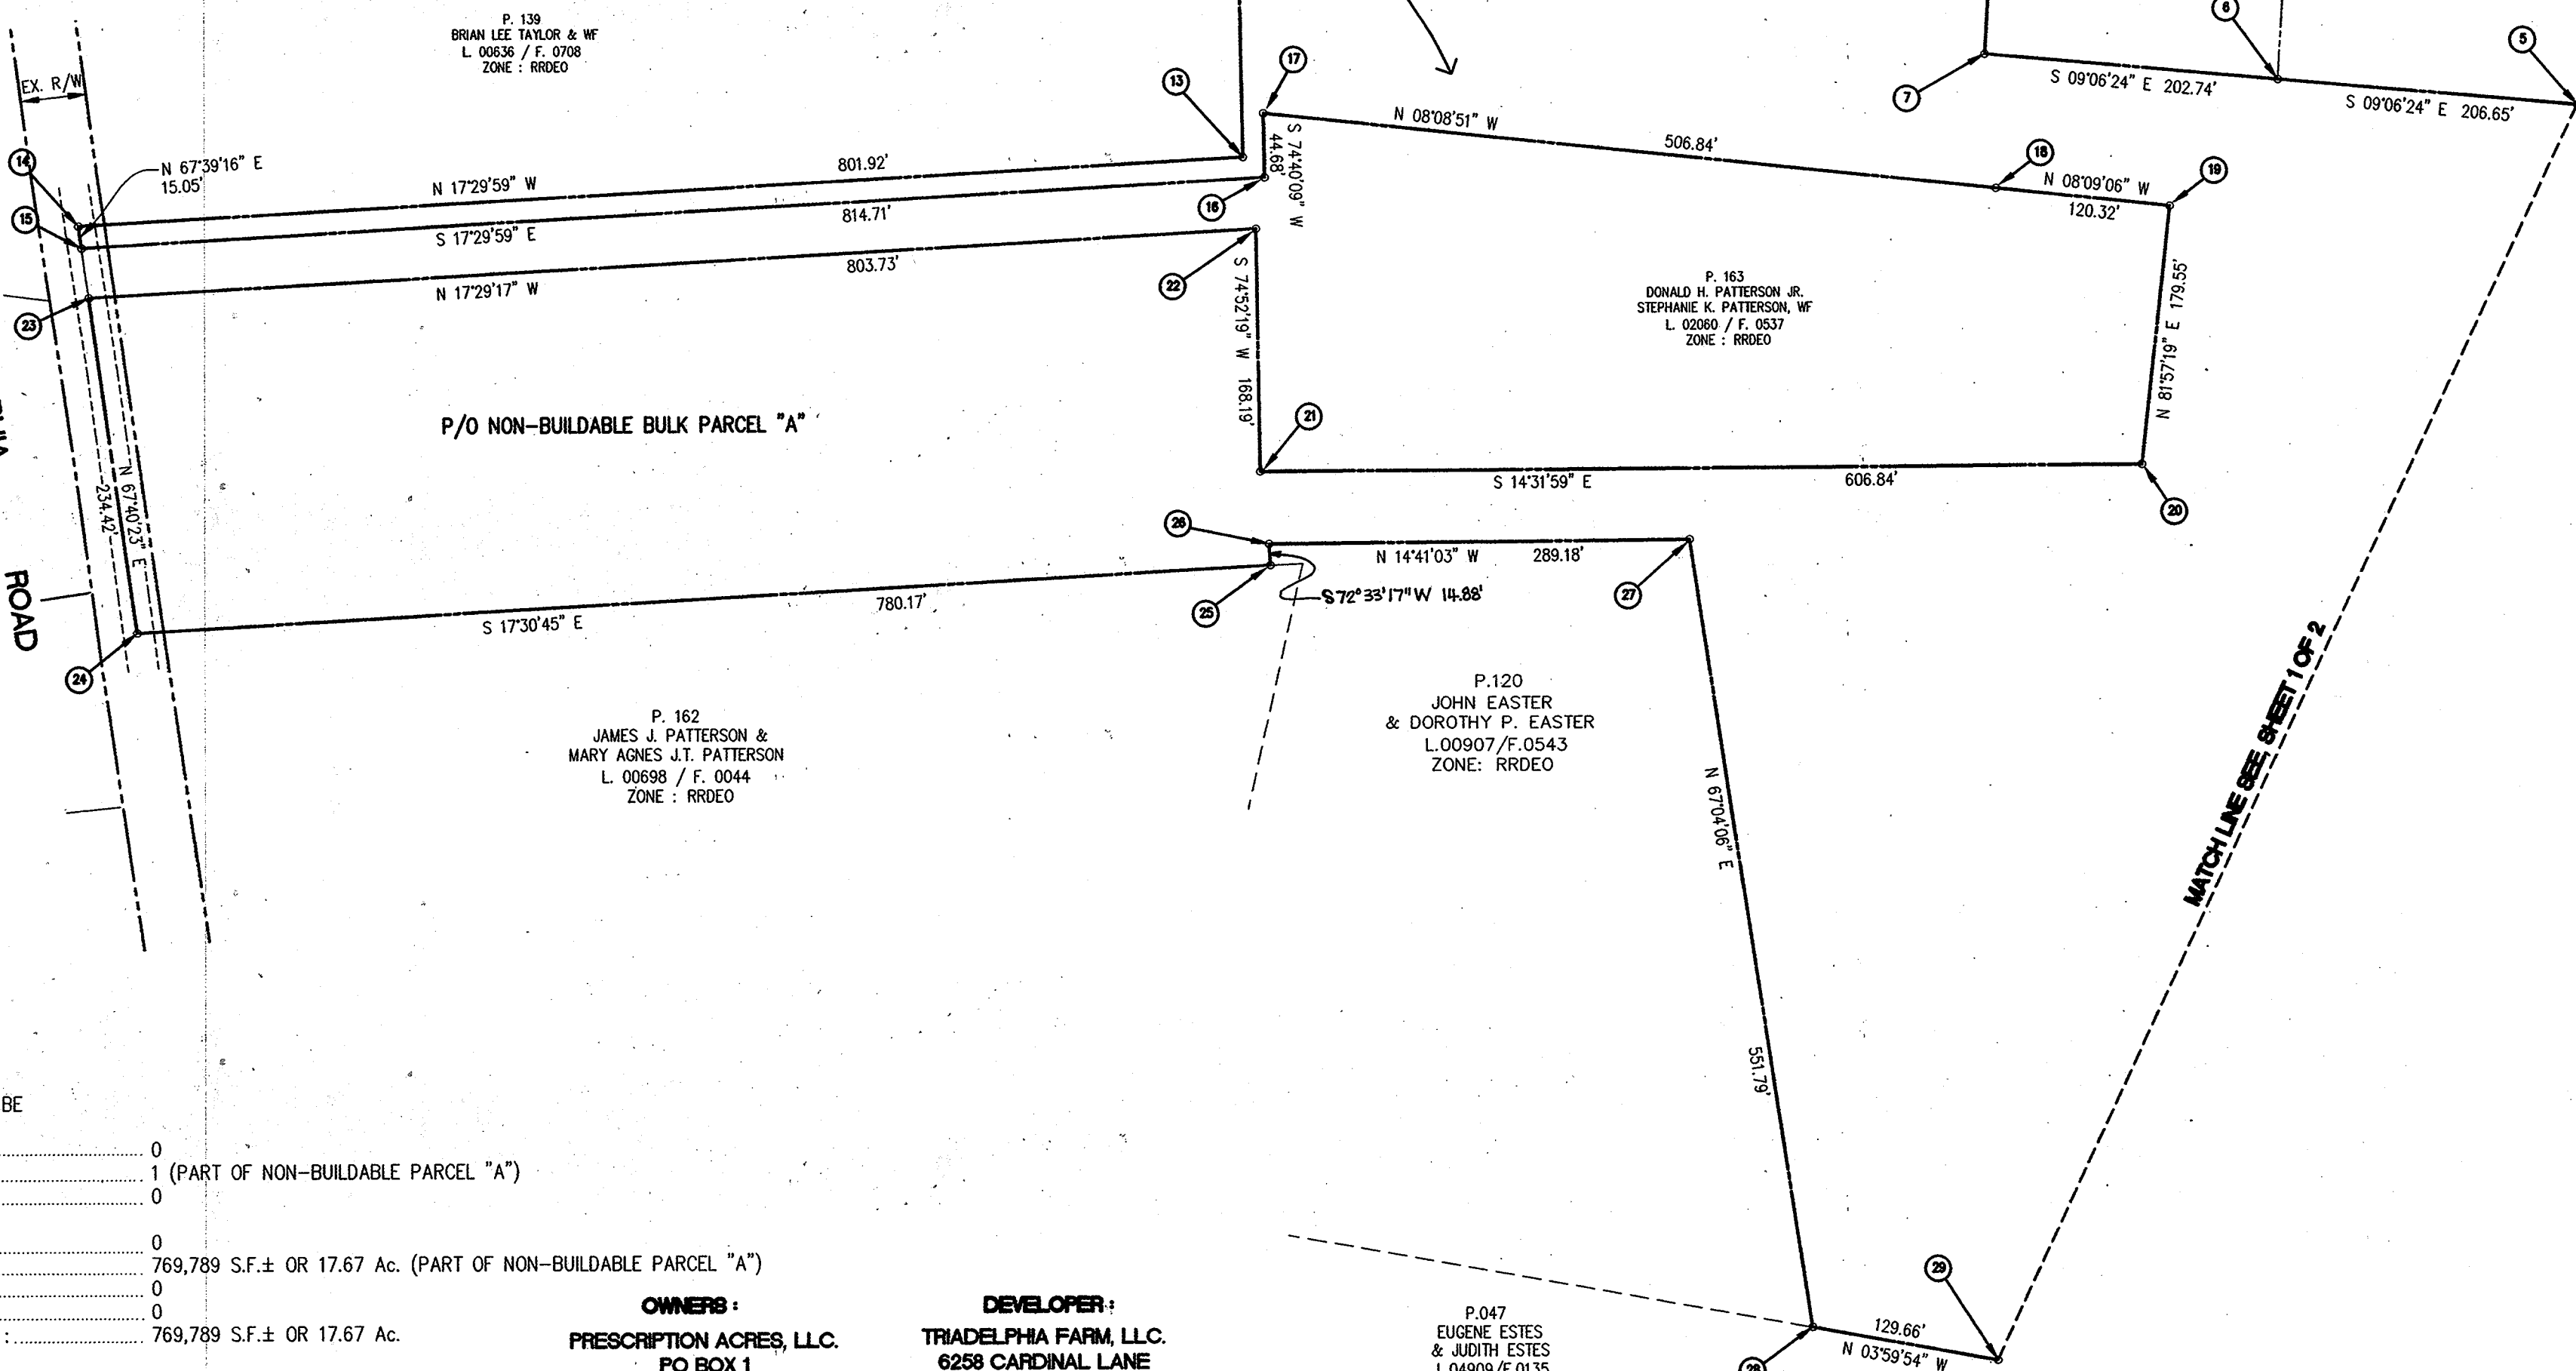 P. 139
BRIAN LEE TAYLOR & WF
L. 00636 / F. 0708
ZONE : RRDEO
EX. R/W
6
5
17
13
7
S 09°06'24" E 202.74'
S 09°06'24" E 206.65'
N 08°08'51" W
506.84'
18
19
N 08°09'06" W
120.32'
14
N 67°39'16" E
15.05'
N 17°29'59" W
801.92'
S 74°40'09" W
44.68'
15
16
S 17°29'59" E
814.71'
22
23
N 17°29'17" W
803.73'
S 74°52'19" W 168.19'
P. 163
DONALD H. PATTERSON JR.
STEPHANIE K. PATTERSON, WF
L. 02060 / F. 0537
ZONE : RRDEO
N 81°57'19" E 179.55'
P/O NON-BUILDABLE BULK PARCEL "A"
21
S 14°31'59" E
606.84'
20
N 67°40'23" E
234.42'
ROAD
26
N 14°41'03" W
289.18'
25
S 72°33'17" W 14.88'
27
24
S 17°30'45" E
780.17'
P. 162
JAMES J. PATTERSON &
MARY AGNES J.T. PATTERSON
L. 00698 / F. 0044
ZONE : RRDEO
P.120
JOHN EASTER
& DOROTHY P. EASTER
L.00907/F.0543
ZONE: RRDEO
N 67°04'06" E
551.79'
MATCH LINE SEE, SHEET 1 OF 2
BE
0
1 (PART OF NON-BUILDABLE PARCEL "A")
0
0
769,789 S.F.± OR 17.67 Ac. (PART OF NON-BUILDABLE PARCEL "A")
0
0
: 769,789 S.F.± OR 17.67 Ac.
OWNERS :
PRESCRIPTION ACRES, LLC.
PO BOX 1
DEVELOPER :
TRIADELPHIA FARM, LLC.
6258 CARDINAL LANE
P.047
EUGENE ESTES
& JUDITH ESTES
L.04909/F.0135
28
29
129.66'
N 03°59'54" W